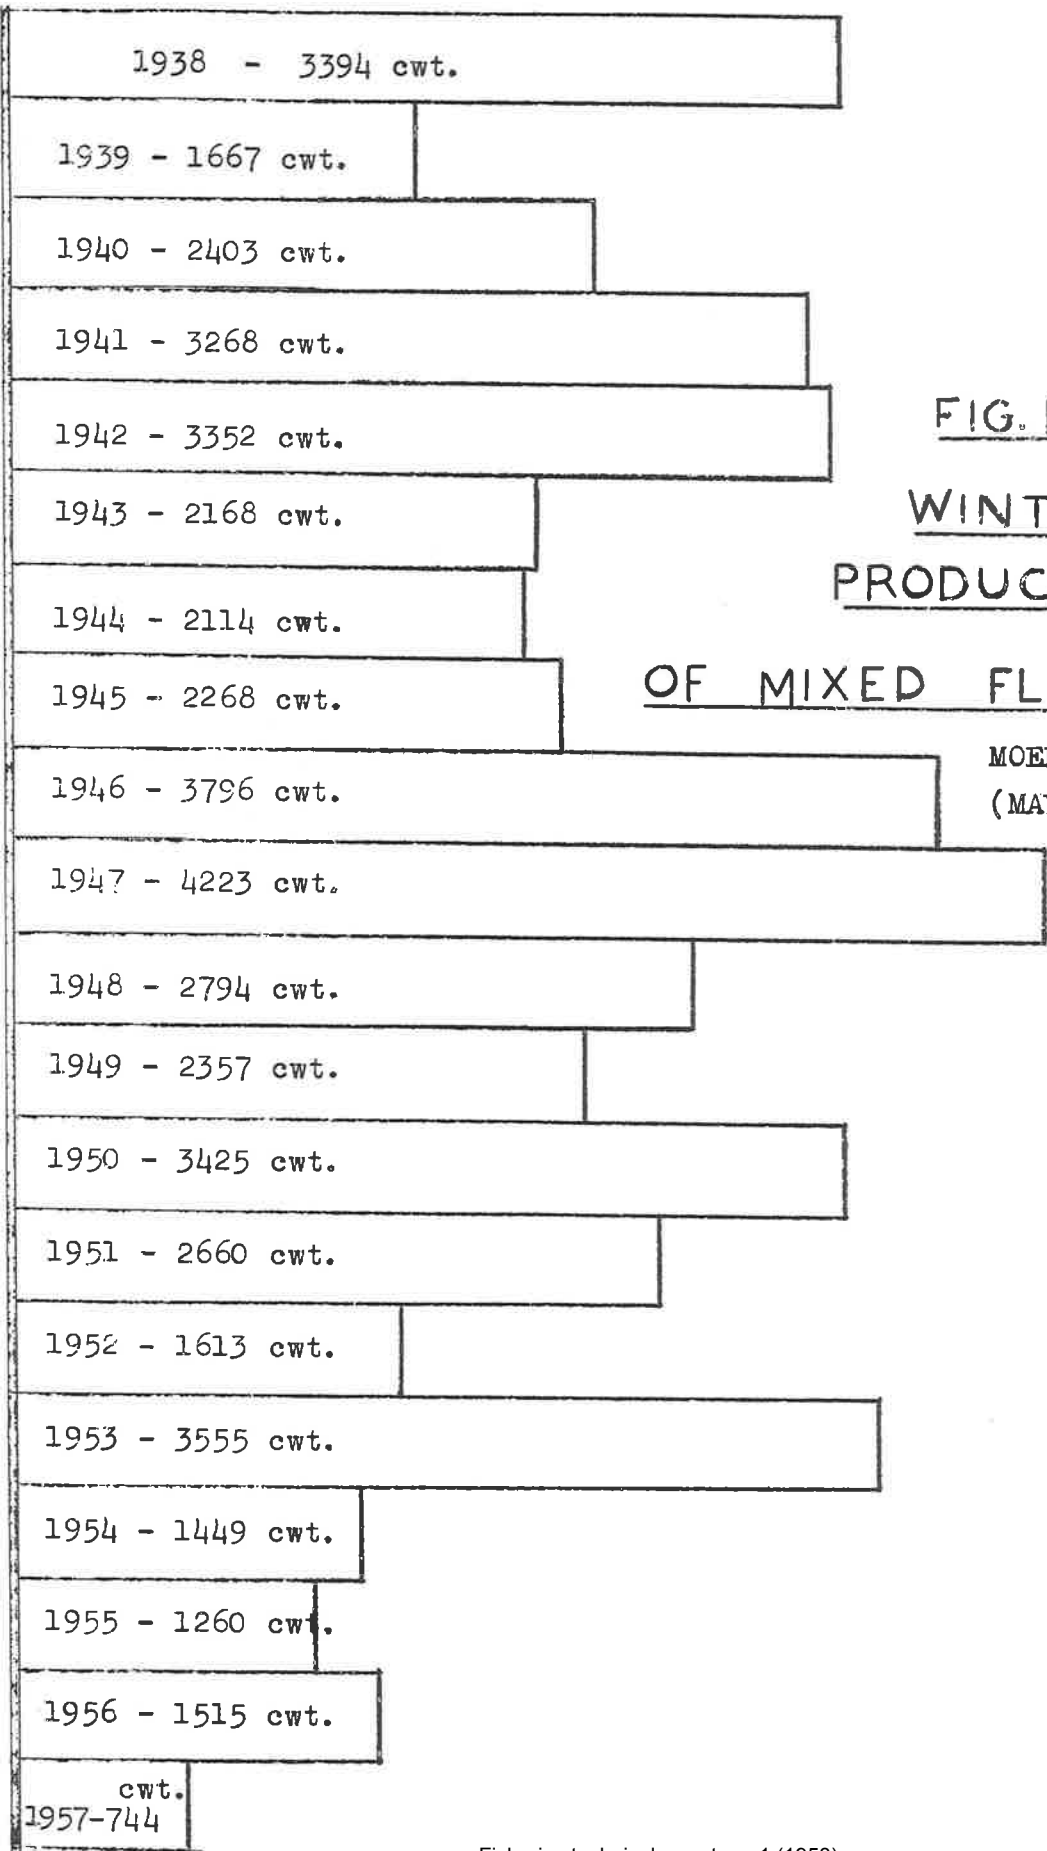 1938 - 3394 cwt.
1939 - 1667 cwt.
1940 - 2403 cwt.
1941 - 3268 cwt.
1942 - 3352 cwt.
FIG.
1943 - 2168 cwt.
WINT
PRODUC
1944 - 2114 cwt.
1945 - 2268 cwt.
OF MIXED FL
1946 - 3796 cwt.
(MA
1947 - 4223 cwt.
1948 - 2794 cwt.
1949 - 2357 cwt.
1950 - 3425 cwt.
1951 - 2660 cwt.
1952 - 1613 cwt.
1953 - 3555 cwt.
1954 - 1449 cwt.
1955 - 1260 cwt.
1956 - 1515 cwt.
cwt.
1957-744